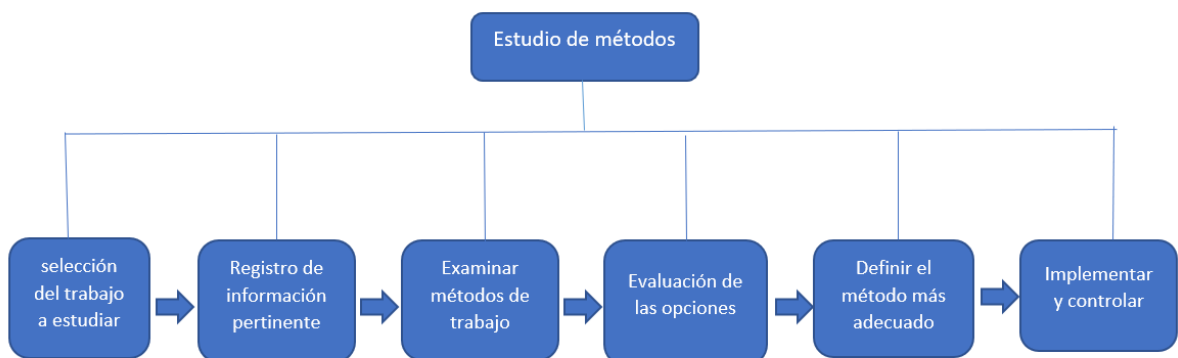 Estudio de métodos
selección
del trabajo
a estudiar
Registro de
información
pertinente
Examinar
métodos de
trabajo
Evaluación de
las opciones
Definir el
método más
adecuado
Implementar
y controlar